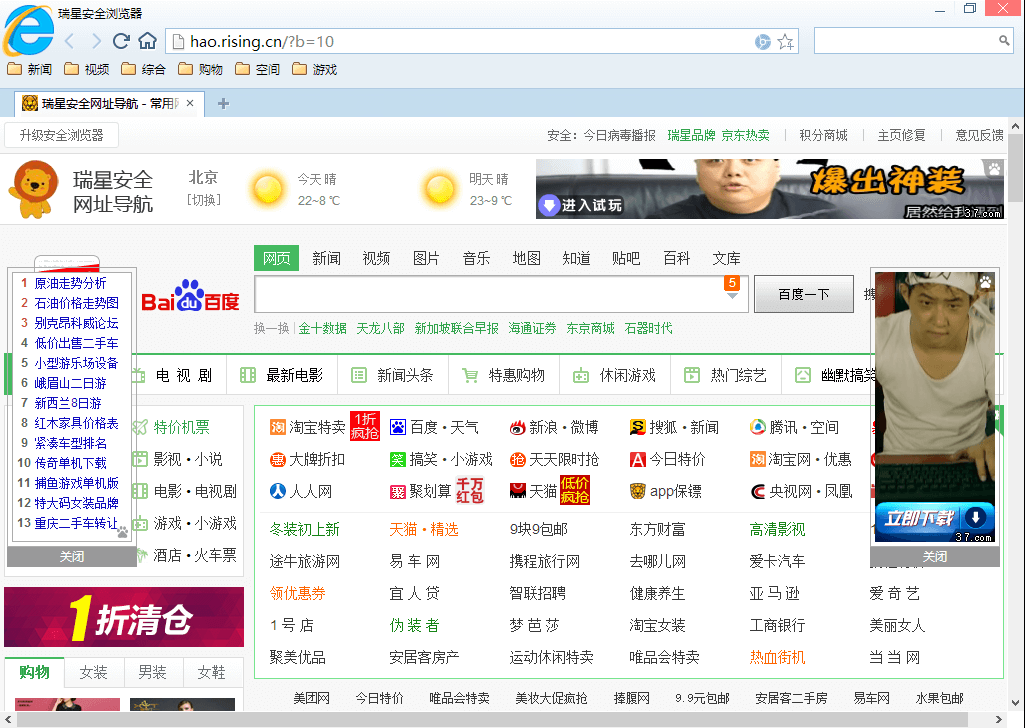 瑞星安全浏览器
hao.rising.cn/?b=10
新闻 视频 综合 购物 空间 游戏
瑞星安全网址导航 - 常用
升级安全浏览器
安全: 今日病毒播报 瑞星品牌 京东热卖 积分商城 主页修复 意见反馈
瑞星安全
网址导航
北京
[切换]
今天 晴
22~8 ℃
明天 晴
23~9 ℃
进入试玩
爆出神装
居然给我
37.com
网页 新闻 视频 图片 音乐 地图 知道 贴吧 百科 文库
Bai du 百度
5
百度一下
换一换 金十数据 天龙八部 新加坡联合早报 海通证券 东京商城 石器时代
1 原油走势分析
2 石油价格走势图
3 别克昂科威论坛
4 低价出售二手车
5 小型游乐场设备
6 峨眉山二日游
7 新西兰8日游
8 红木家具价格表
9 紧凑车型排名
10 传奇单机下载
11 捕鱼游戏单机版
12 特大码女装品牌
13 重庆二手车转让
关闭
电 视 剧 最新电影 新闻头条 特惠购物 休闲游戏 热门综艺 幽默搞笑
特价机票
影视 • 小说
电影 • 电视剧
游戏 • 小游戏
酒店 • 火车票
淘宝特卖 1折疯抢 百度 • 天气 新浪 • 微博 搜狐 • 新闻 腾讯 • 空间
大牌折扣 搞笑 • 小游戏 天天限时抢 今日特价 淘宝网 • 优惠
人人网 聚划算 千万红包 天猫 低价疯抢 app保镖 央视网 • 凤凰
冬装初上新 天猫 • 精选 9块9包邮 东方财富 高清影视
途牛旅游网 易 车 网 携程旅行网 去哪儿网 爱卡汽车
领优惠券 宜 人 贷 智联招聘 健康养生 亚 马 逊 爱 奇 艺
1 号 店 伪 装 者 梦 芭 莎 淘宝女装 工商银行 美丽女人
聚美优品 安居客房产 运动休闲特卖 唯品会特卖 热血街机 当 当 网
立即下载
37.com
关闭
1折清仓
购物 女装 男装 女鞋
美团网 今日特价 唯品会特卖 美妆大促疯抢 揍腹网 9.9元包邮 安居客二手房 易车网 水果包邮